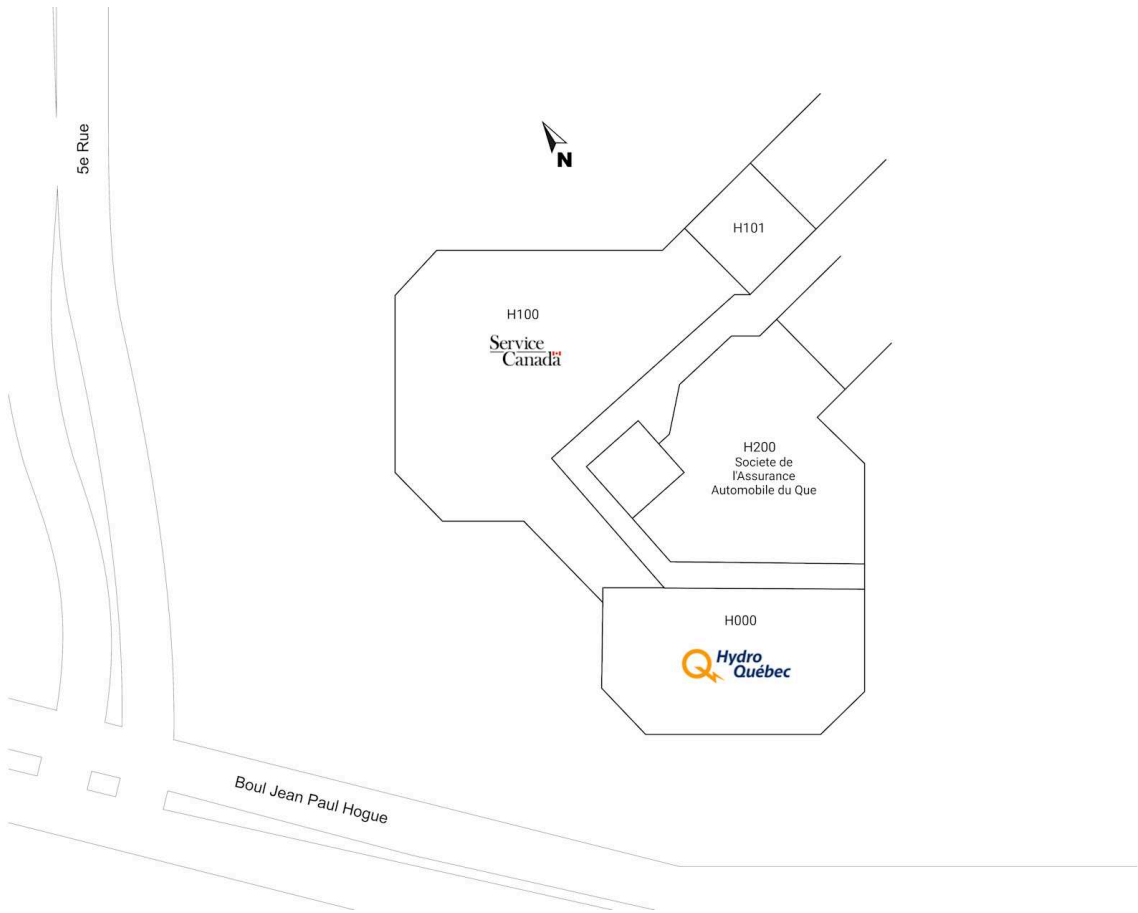 5e Rue
N
H101
H100
Service
Canada
H200
Societe de
l'Assurance
Automobile du Que
H000
Hydro
Québec
Boul Jean Paul Hogue